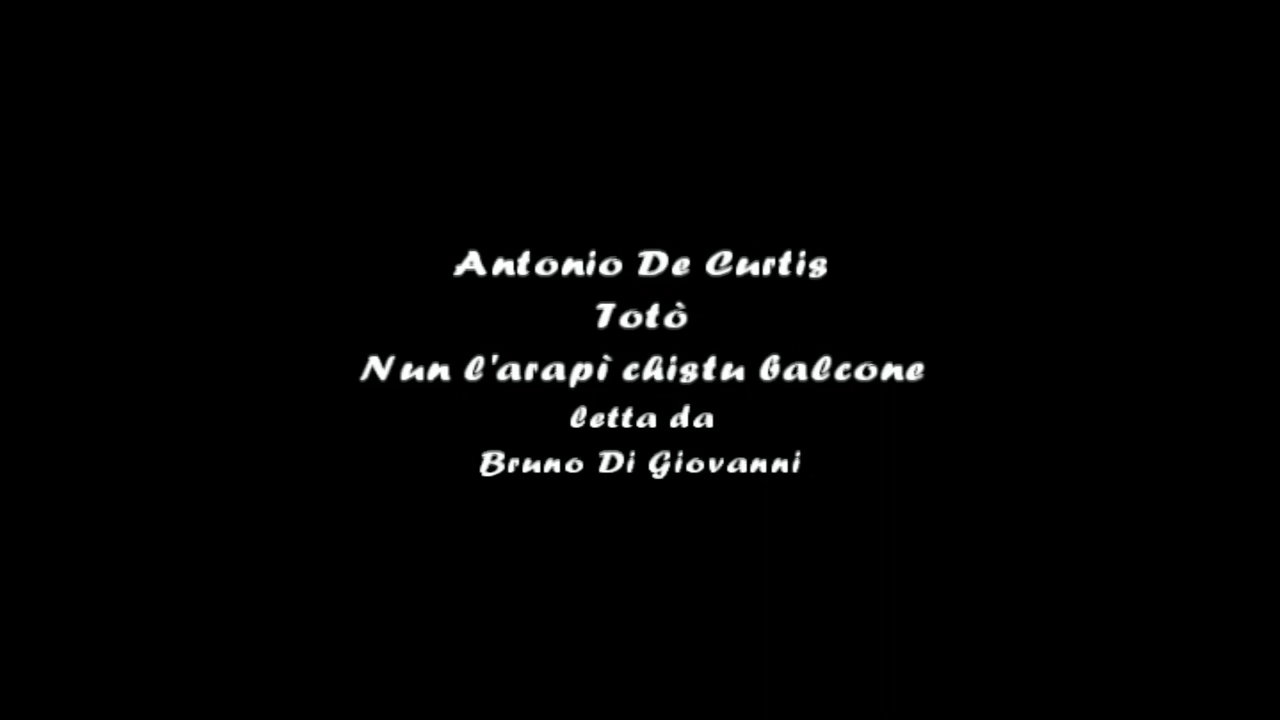 Antonio De Curtis
Totò
Nun l'arapì chistu balcone
letta da
Bruno Di Giovanni